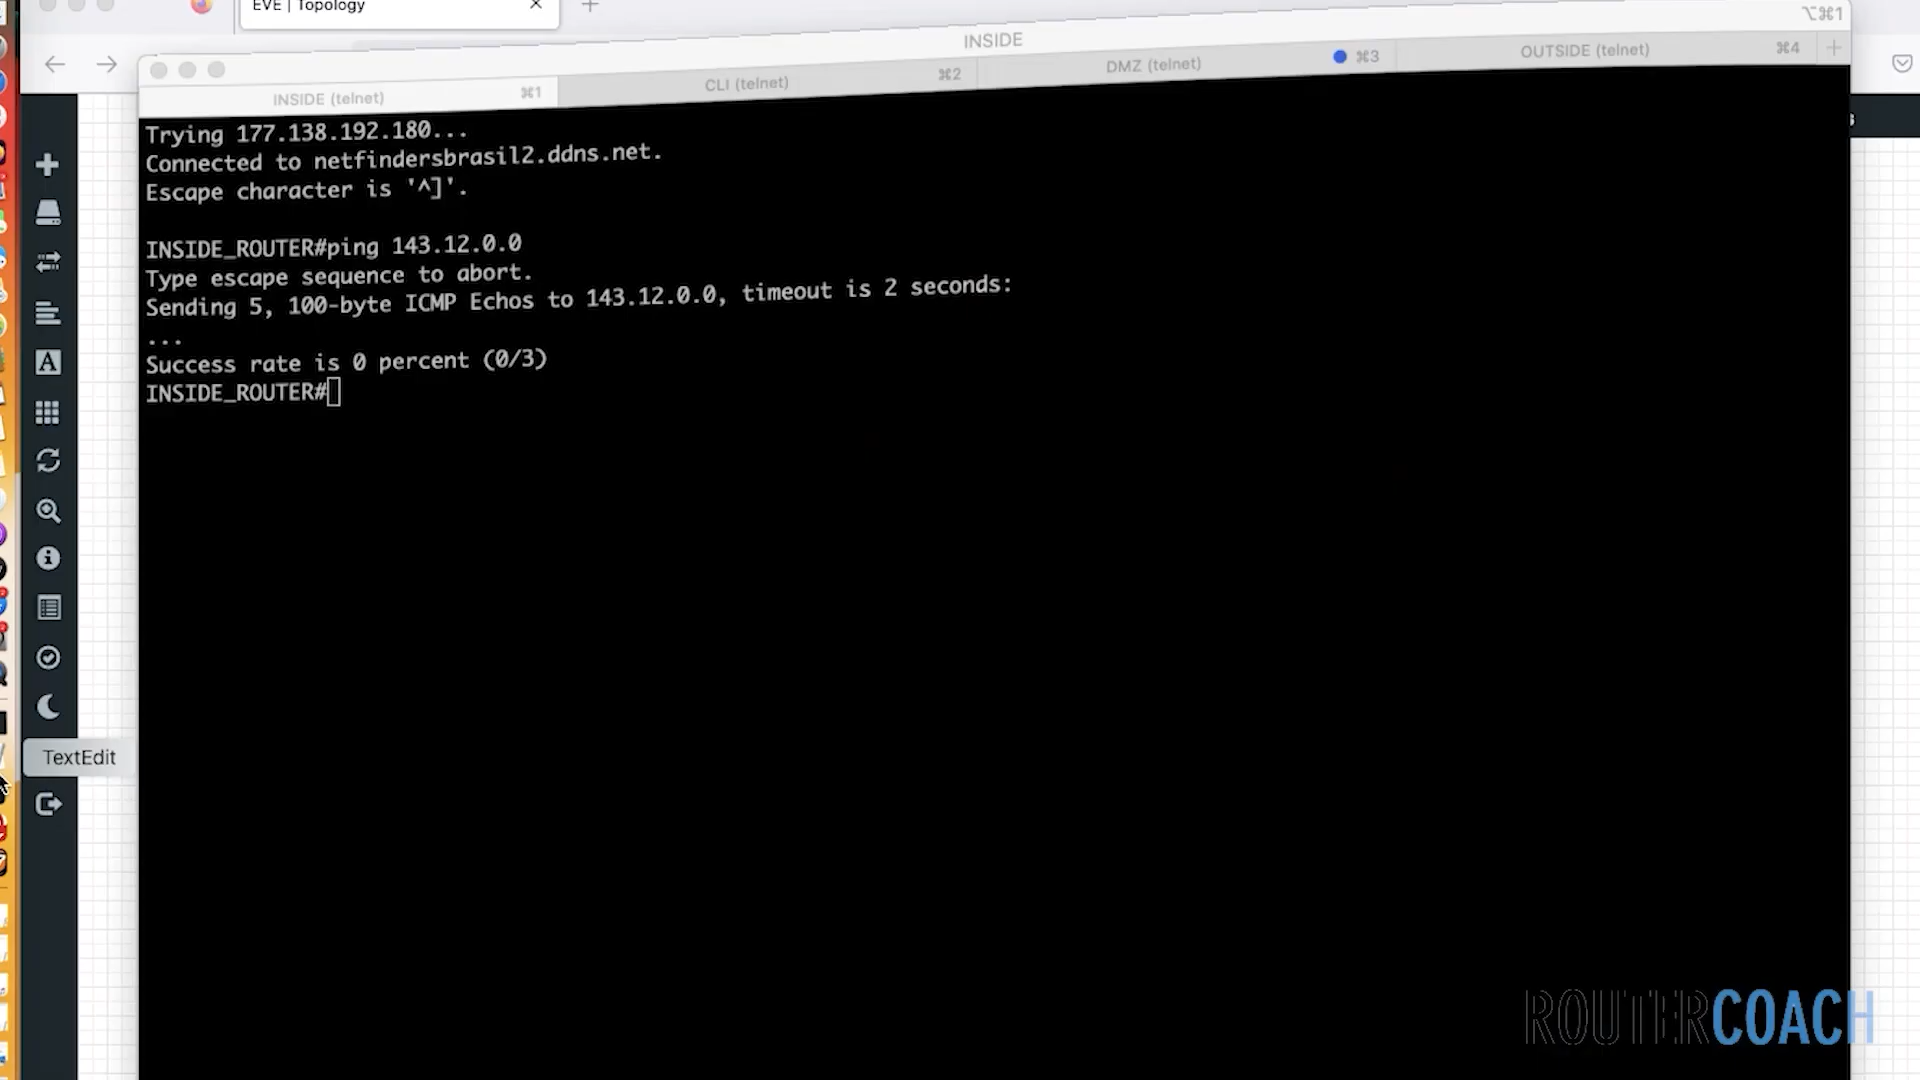 EVE | Topology
⌥⌘1
INSIDE
INSIDE (telnet) ⌘1
CLI (telnet) ⌘2
DMZ (telnet) ⌘3
OUTSIDE (telnet) ⌘4
Trying 177.138.192.180...
Connected to netfindersbrasil2.ddns.net.
Escape character is '^]'.
INSIDE_ROUTER#ping 143.12.0.0
Type escape sequence to abort.
Sending 5, 100-byte ICMP Echos to 143.12.0.0, timeout is 2 seconds:
...
Success rate is 0 percent (0/3)
INSIDE_ROUTER#
A
TextEdit
ROUTERCOACH